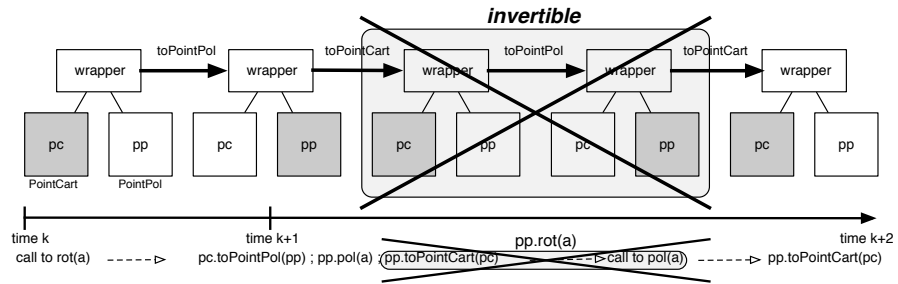 invertible
toPointPol toPointCart toPointPol toPointCart
wrapper wrapper wrapper wrapper wrapper
pc pp pc pp pc pp pc pp pc pp
PointCart PointPol
time k time k+1 pp.rot(a) time k+2
call to rot(a) pc.toPointPol(pp) ; pp.pol(a) ; pp.toPointCart(pc) call to pol(a) pp.toPointCart(pc)